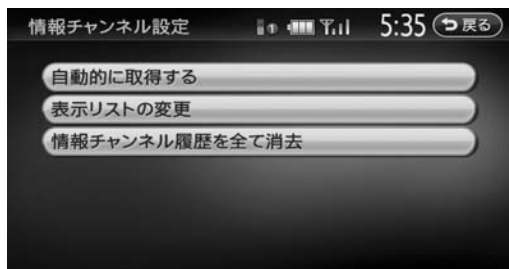 情報チャンネル設定 1 5:35 戻る
自動的に取得する
表示リストの変更
情報チャンネル履歴を全て消去